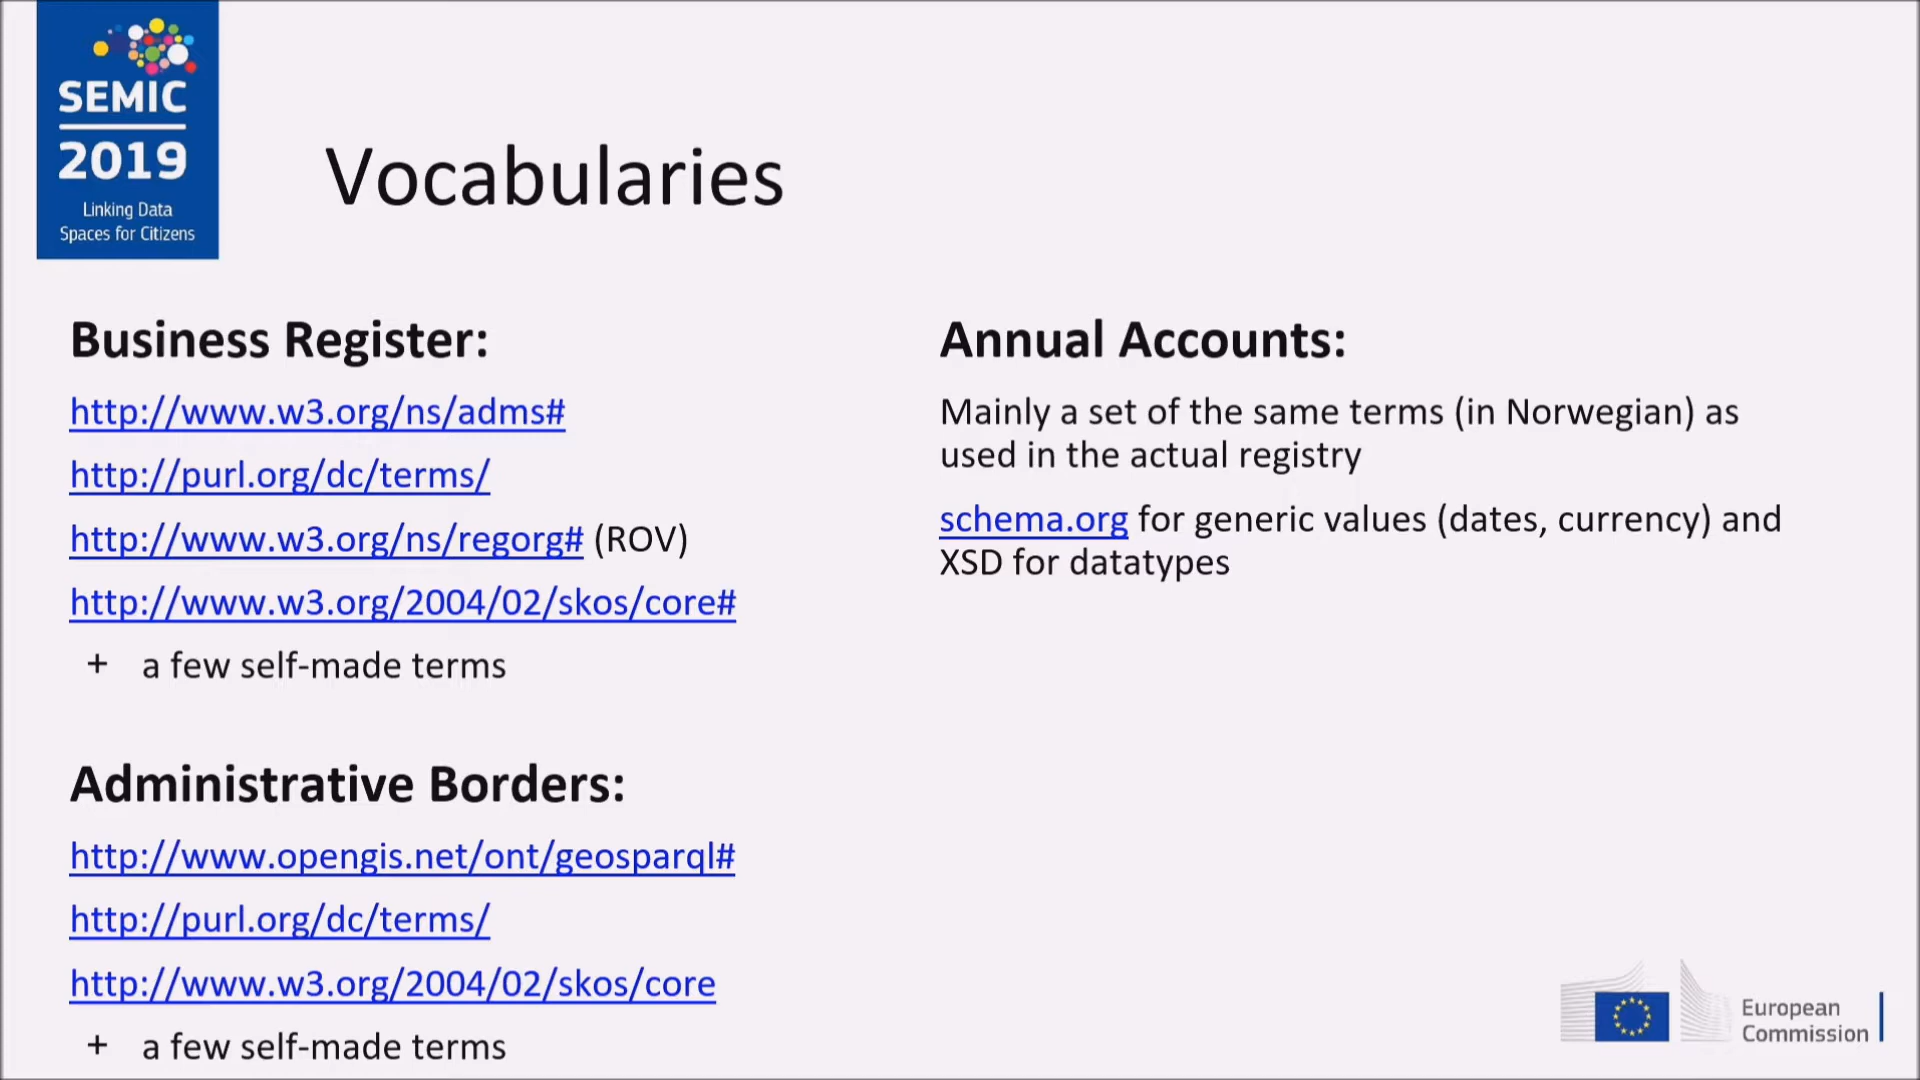 SEMIC
2019
Linking Data
Spaces for Citizens
Vocabularies
Business Register:
http://www.w3.org/ns/adms#
http://purl.org/dc/terms/
http://www.w3.org/ns/regorg# (ROV)
http://www.w3.org/2004/02/skos/core#
+ a few self-made terms
Administrative Borders:
http://www.opengis.net/ont/geosparql#
http://purl.org/dc/terms/
http://www.w3.org/2004/02/skos/core
+ a few self-made terms
Annual Accounts:
Mainly a set of the same terms (in Norwegian) as
used in the actual registry
schema.org for generic values (dates, currency) and
XSD for datatypes
European
Commission